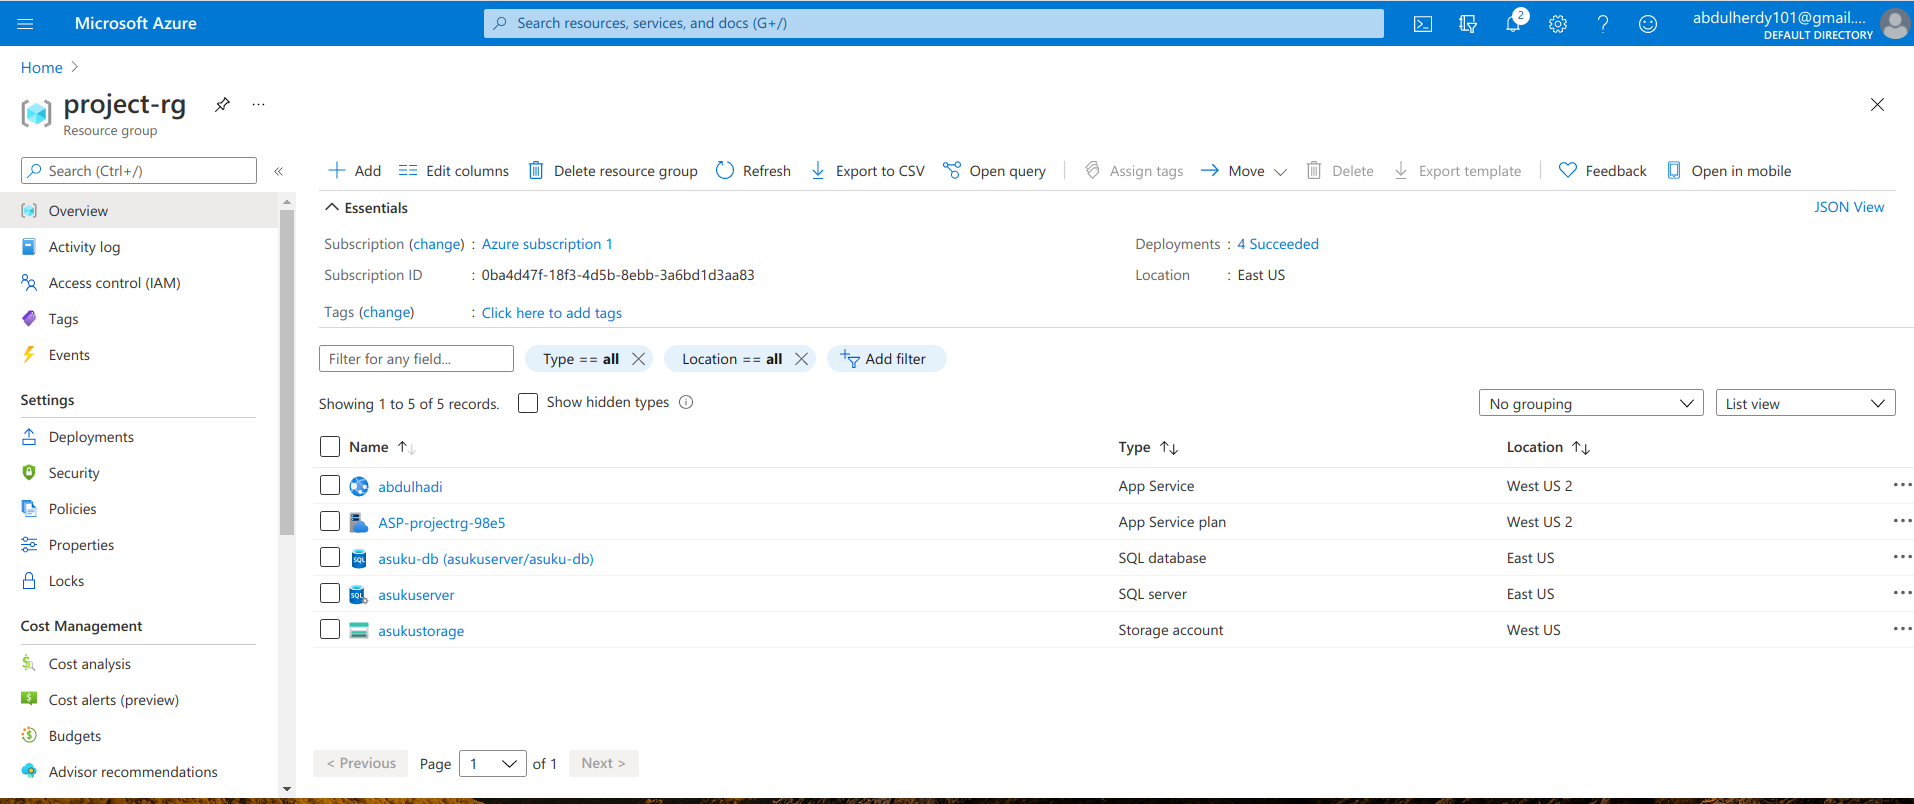 Microsoft Azure
Search resources, services, and docs (G+/)
2
abdulherdy101@gmail....
DEFAULT DIRECTORY
Home >
project-rg
...
Resource group
Search (Ctrl+/)
«
Add
Edit columns
Delete resource group
Refresh
Export to CSV
Open query
Assign tags
Move
Delete
Export template
Feedback
Open in mobile
Overview
Activity log
Access control (IAM)
Tags
Events
Settings
Deployments
Security
Policies
Properties
Locks
Cost Management
Cost analysis
Cost alerts (preview)
Budgets
Advisor recommendations
Essentials
JSON View
Subscription (change) : Azure subscription 1
Deployments : 4 Succeeded
Subscription ID : 0ba4d47f-18f3-4d5b-8ebb-3a6bd1d3aa83
Location : East US
Tags (change) : Click here to add tags
Filter for any field...
Type == all
Location == all
Add filter
Showing 1 to 5 of 5 records.
Show hidden types
No grouping
List view
Name Type Location
abdulhadi App Service West US 2
ASP-projectrg-98e5 App Service plan West US 2
asuku-db (asukuserver/asuku-db) SQL database East US
asukuserver SQL server East US
asukustorage Storage account West US
< Previous Page 1 of 1 Next >